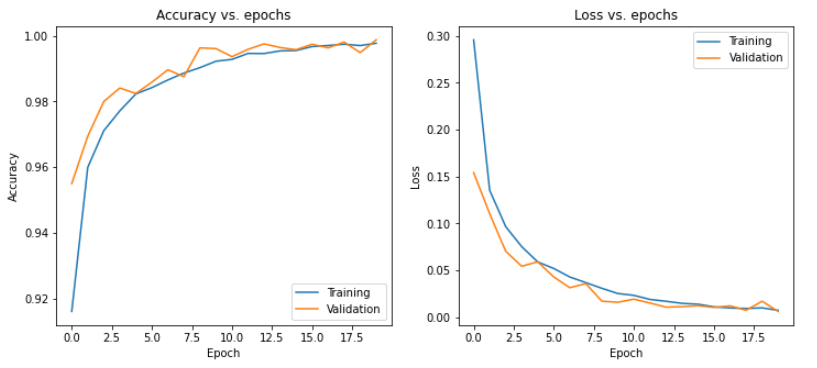 Accuracy vs. epochs
1.00
0.98
0.96
0.94
0.92
Accuracy
0.0 2.5 5.0 7.5 10.0 12.5 15.0 17.5
Epoch
Training
Validation
Loss vs. epochs
0.30
0.25
0.20
0.15
0.10
0.05
0.00
Loss
0.0 2.5 5.0 7.5 10.0 12.5 15.0 17.5
Epoch
Training
Validation